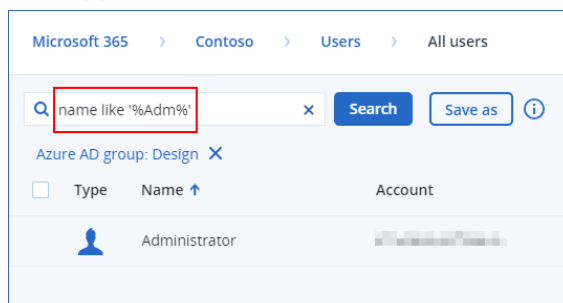 Microsoft 365 > Contoso > Users > All users
name like '%Adm%' × Search Save as i
Azure AD group: Design ×
Type Name ↑ Account
Administrator